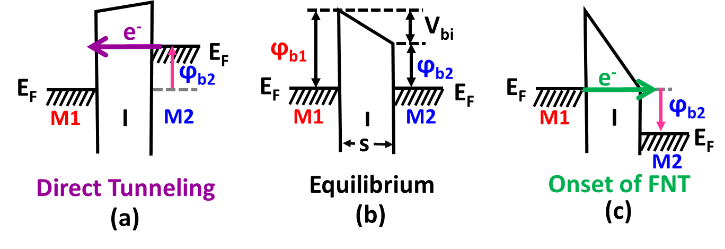 e⁻
E_F
φ_b2
E_F
M1
I
M2
Direct Tunneling
(a)
V_bi
φ_b1
φ_b2
E_F
E_F
M1
I
M2
s
Equilibrium
(b)
E_F
e⁻
φ_b2
M1
I
E_F
M2
Onset of FNT
(c)